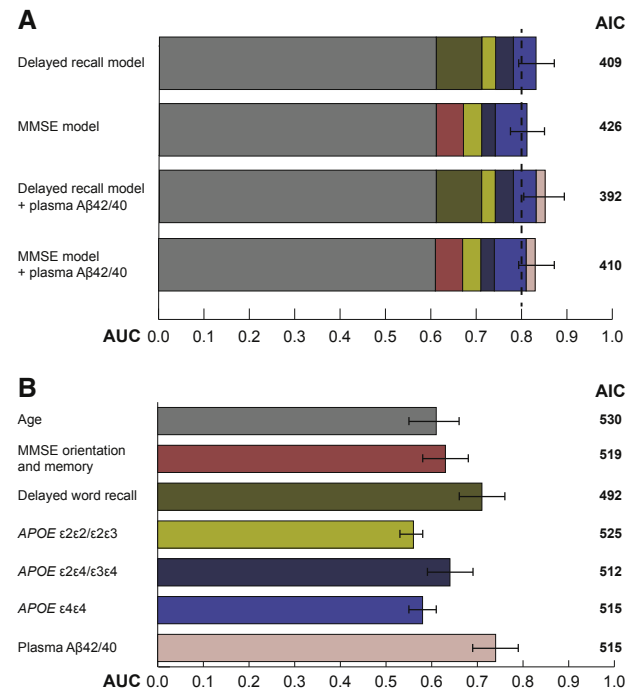 A
AIC
Delayed recall model
409
MMSE model
426
Delayed recall model
+ plasma Aβ42/40
392
MMSE model
+ plasma Aβ42/40
410
AUC 0.0 0.1 0.2 0.3 0.4 0.5 0.6 0.7 0.8 0.9 1.0
B
AIC
Age
530
MMSE orientation
and memory
519
Delayed word recall
492
APOE ε2ε2/ε2ε3
525
APOE ε2ε4/ε3ε4
512
APOE ε4ε4
515
Plasma Aβ42/40
515
AUC 0.0 0.1 0.2 0.3 0.4 0.5 0.6 0.7 0.8 0.9 1.0